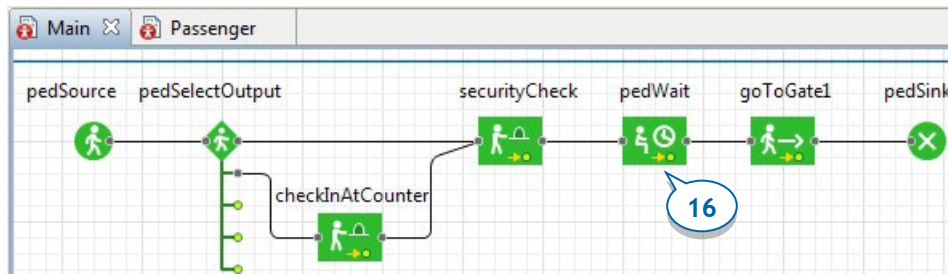 Main Passenger
pedSource pedSelectOutput securityCheck pedWait goToGate1 pedSink
checkInAtCounter
16